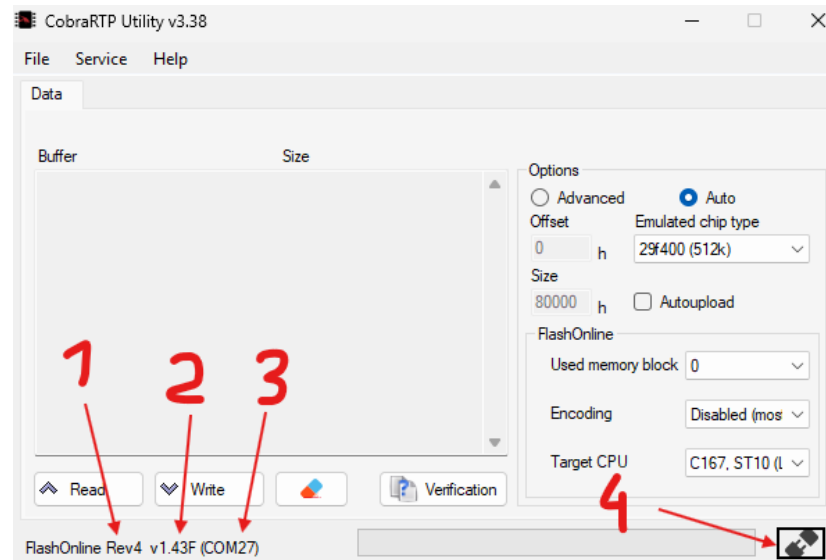 CobraRTP Utility v3.38
File Service Help
Data
Buffer Size
Options
Advanced Auto
Offset Emulated chip type
0 h 29f400 (512k)
Size
80000 h Autoupload
FlashOnline
Used memory block 0
Encoding Disabled (mos
Target CPU C167, ST10 (L
1 2 3 4
Read Write Verification
FlashOnline Rev4 v1.43F (COM27)